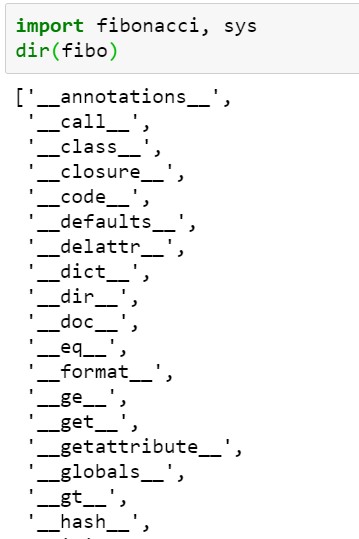 import fibonacci, sys
dir(fibo)
['__annotations__',
'__call__',
'__class__',
'__closure__',
'__code__',
'__defaults__',
'__delattr__',
'__dict__',
'__dir__',
'__doc__',
'__eq__',
'__format__',
'__ge__',
'__get__',
'__getattribute__',
'__globals__',
'__gt__',
'__hash__',